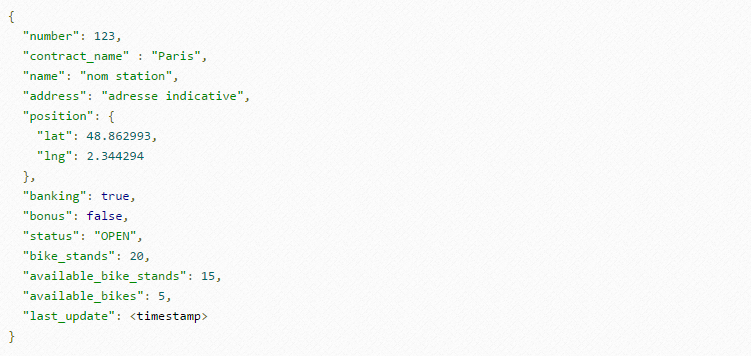 {
  "number": 123,
  "contract_name" : "Paris",
  "name": "nom station",
  "address": "adresse indicative",
  "position": {
    "lat": 48.862993,
    "lng": 2.344294
  },
  "banking": true,
  "bonus": false,
  "status": "OPEN",
  "bike_stands": 20,
  "available_bike_stands": 15,
  "available_bikes": 5,
  "last_update": <timestamp>
}